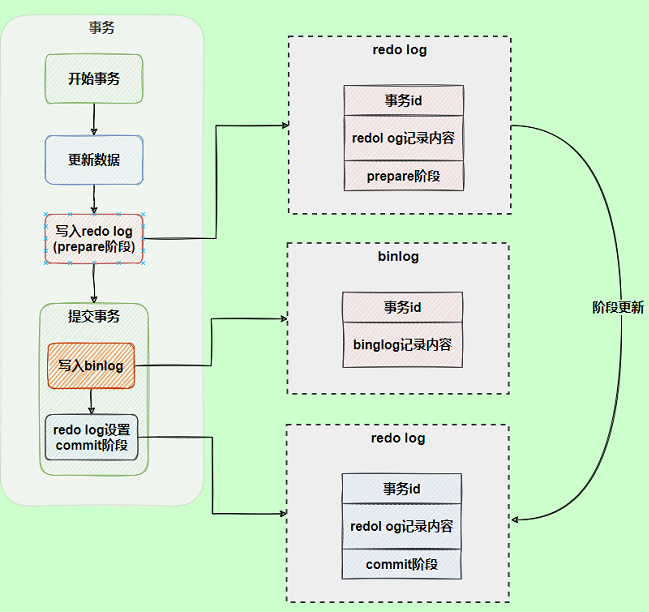 事务
开始事务
更新数据
写入redo log
(prepare阶段)
提交事务
写入binlog
redo log设置
commit阶段
redo log
事务id
redol og记录内容
prepare阶段
binlog
事务id
binglog记录内容
redo log
事务id
redol og记录内容
commit阶段
阶段更新